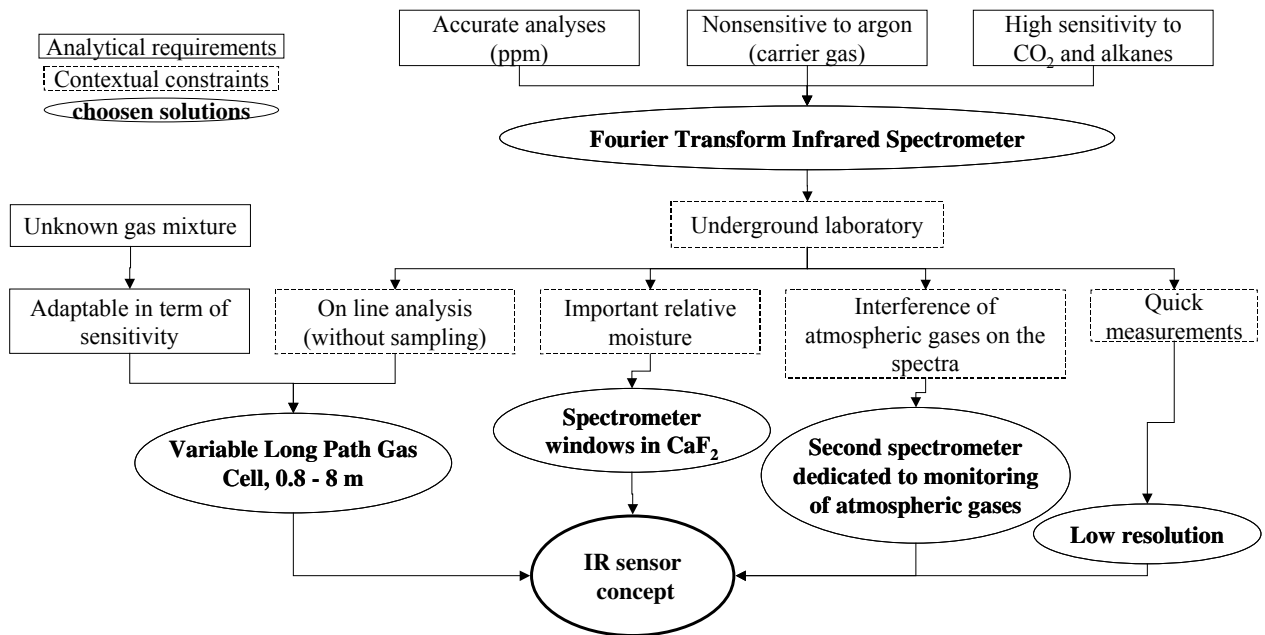 Analytical requirements
Contextual constraints
choosen solutions
Accurate analyses
(ppm)
Nonsensitive to argon
(carrier gas)
High sensitivity to
CO₂ and alkanes
Fourier Transform Infrared Spectrometer
Underground laboratory
Unknown gas mixture
Adaptable in term of
sensitivity
On line analysis
(without sampling)
Important relative
moisture
Interference of
atmospheric gases on the
spectra
Quick
measurements
Variable Long Path Gas
Cell, 0.8 - 8 m
Spectrometer
windows in CaF₂
Second spectrometer
dedicated to monitoring
of atmospheric gases
Low resolution
IR sensor
concept